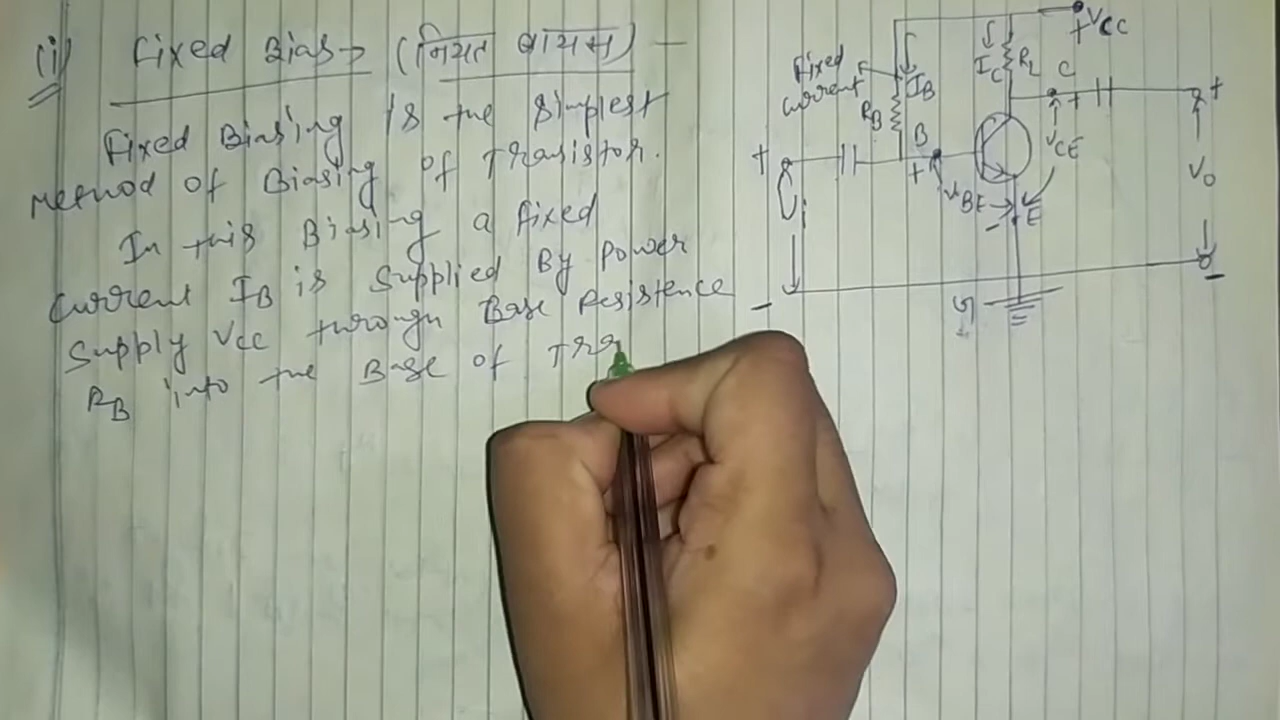 (i) Fixed Bias → (नियत बायस) -
Fixed Biasing is the simplest
Method of Biasing of Trasistor.
In this Biasing a fixed
current IB is supplied By Power
Supply VCC through Base Resistence
RB into the Base of Tra
+VCC
Fixed
current
IB
IC
RL
C
+
RB
+
B
+
+
VCE
VBE
E
-
Vi
Vo
-
-
G